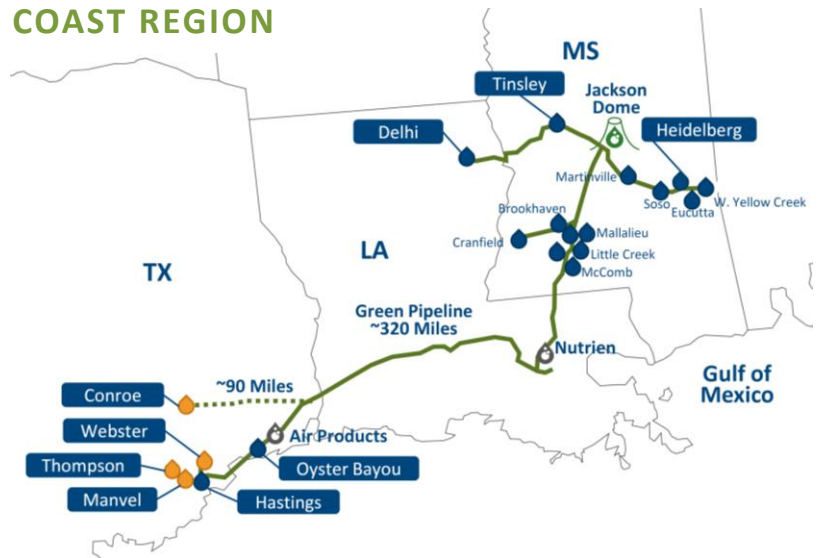 COAST REGION
MS
Tinsley
Jackson
Dome
Delhi
Heidelberg
Martinville
Soso
W. Yellow Creek
Eucutta
Brookhaven
Mallalieu
Cranfield
Little Creek
McComb
LA
TX
Green Pipeline
~320 Miles
Nutrien
Gulf of
Mexico
~90 Miles
Conroe
Webster
Air Products
Thompson
Oyster Bayou
Manvel
Hastings